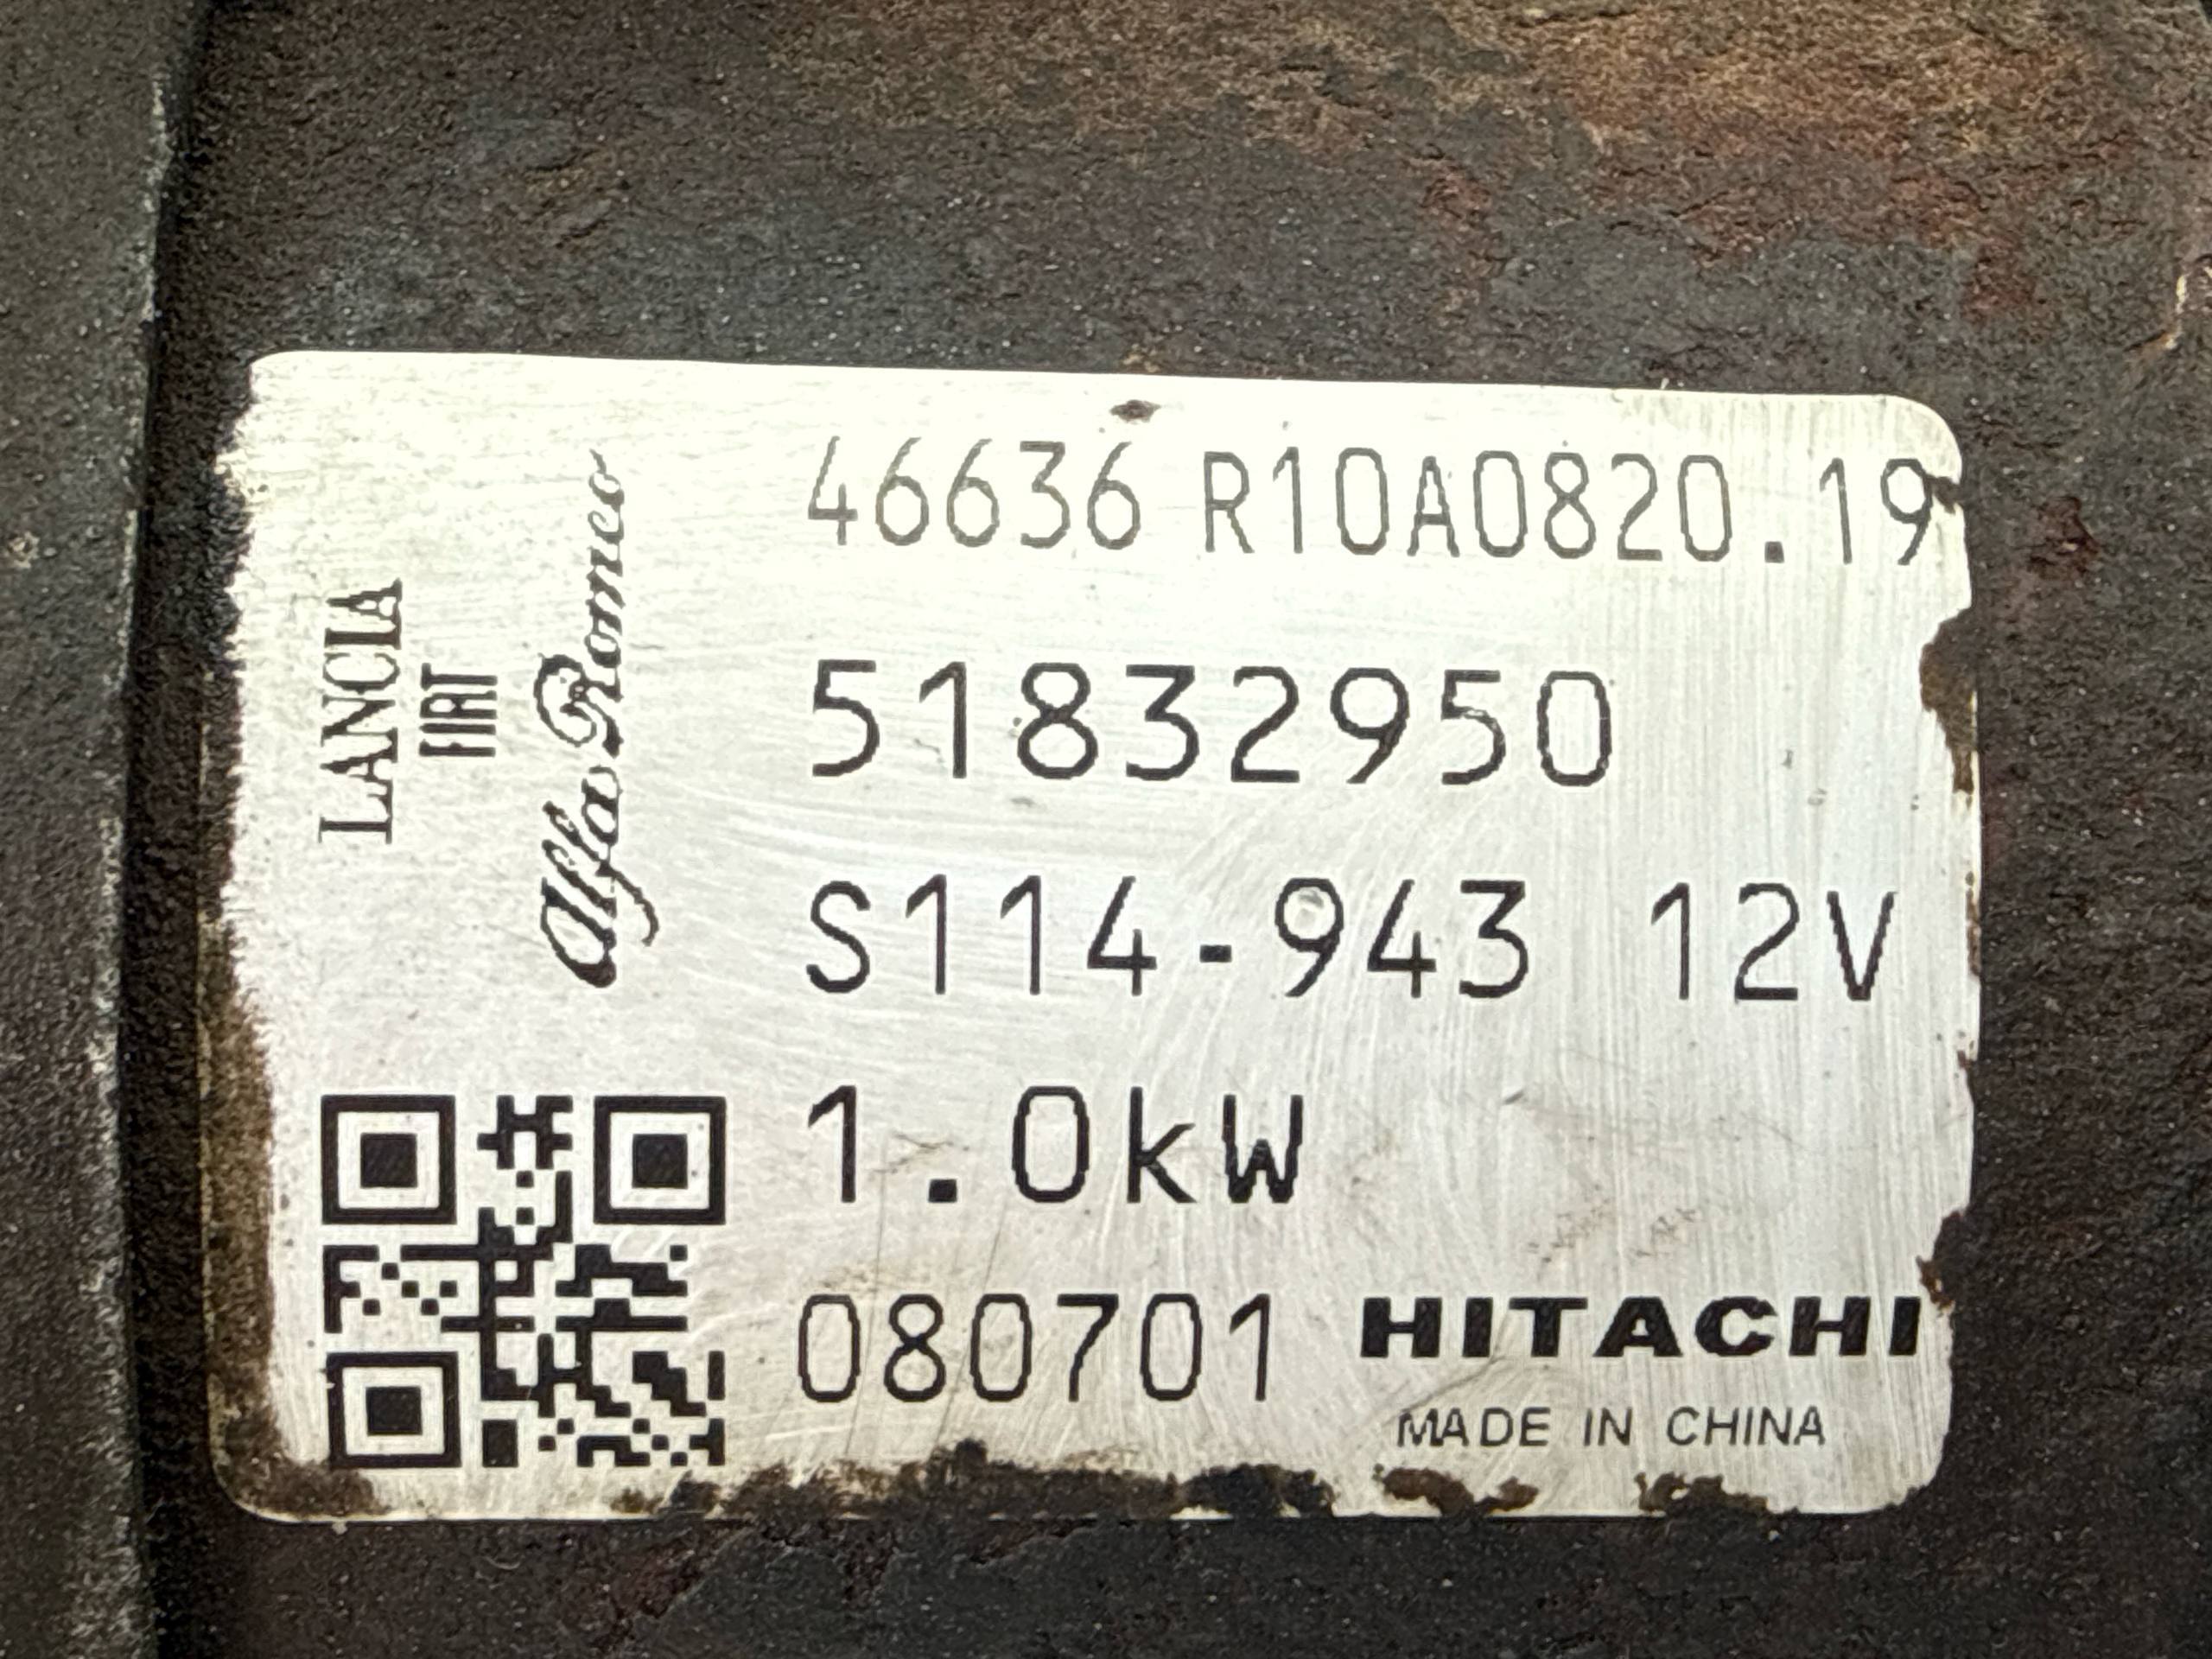 46636 R10A0820.19
LANCIA
FIAT
Alfa Romeo
51832950
S114-943 12V
1.0kW
080701 HITACHI
MADE IN CHINA